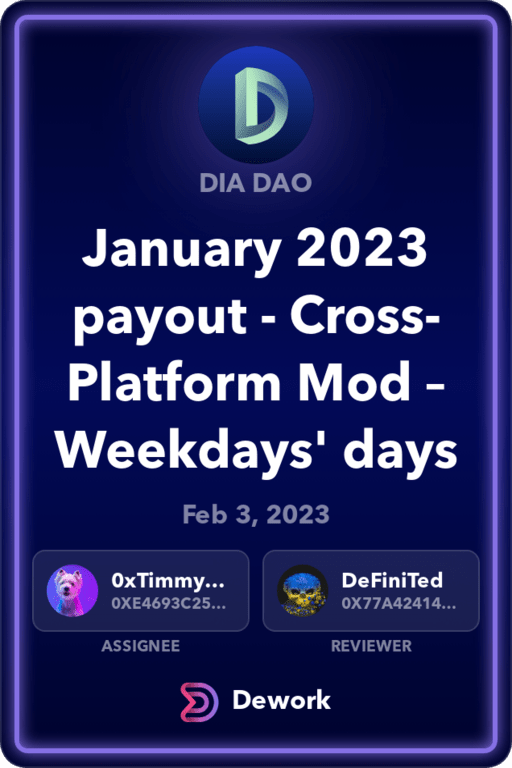 DIA DAO
January 2023
payout - Cross-
Platform Mod –
Weekdays' days
Feb 3, 2023
0xTimmy...
0XE4693C25...
DeFiniTed
0X77A42414...
ASSIGNEE
REVIEWER
Dework